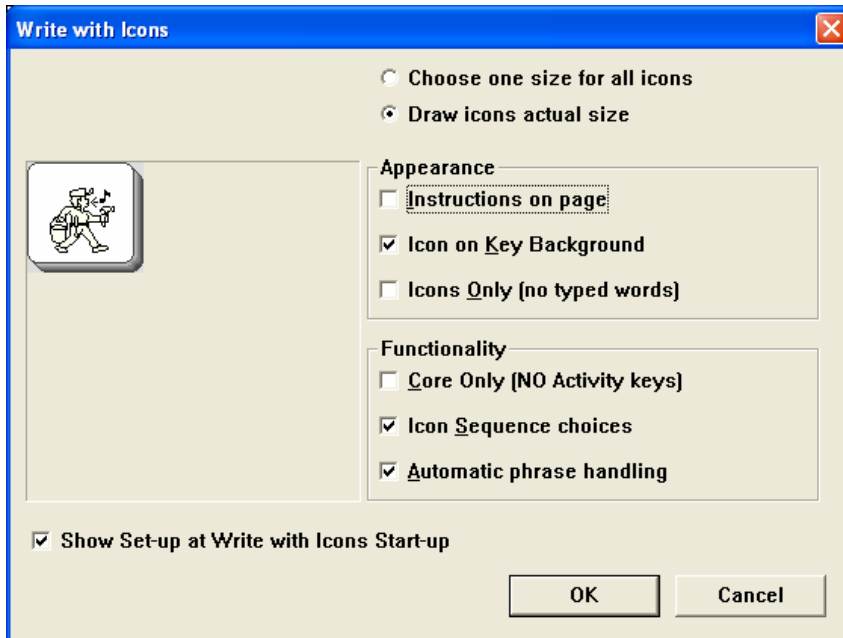 Write with Icons
Choose one size for all icons
Draw icons actual size
Appearance
Instructions on page
Icon on Key Background
Icons Only (no typed words)
Functionality
Core Only (NO Activity keys)
Icon Sequence choices
Automatic phrase handling
Show Set-up at Write with Icons Start-up
OK Cancel